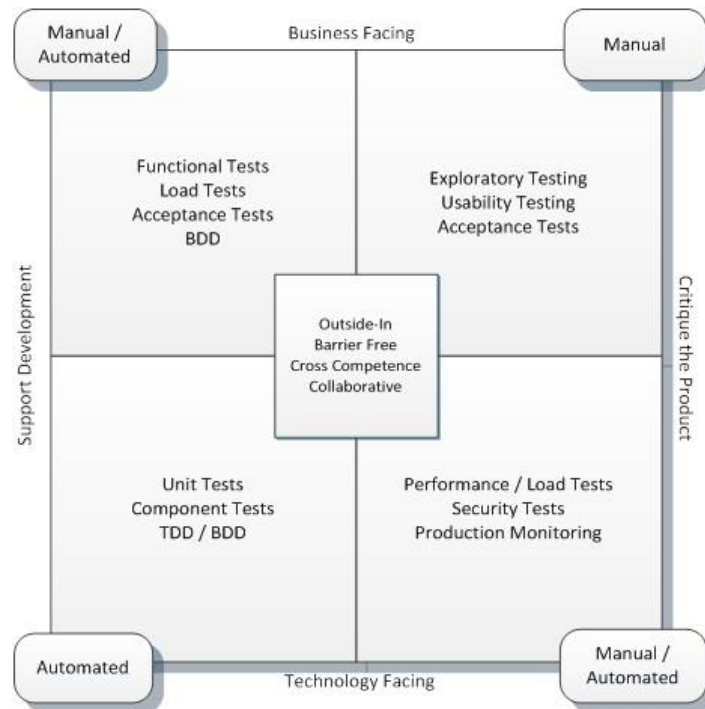 Manual /
Automated
Business Facing
Manual
Functional Tests
Load Tests
Acceptance Tests
BDD
Exploratory Testing
Usability Testing
Acceptance Tests
Support Development
Outside-In
Barrier Free
Cross Competence
Collaborative
Critique the Product
Unit Tests
Component Tests
TDD / BDD
Performance / Load Tests
Security Tests
Production Monitoring
Automated
Technology Facing
Manual /
Automated